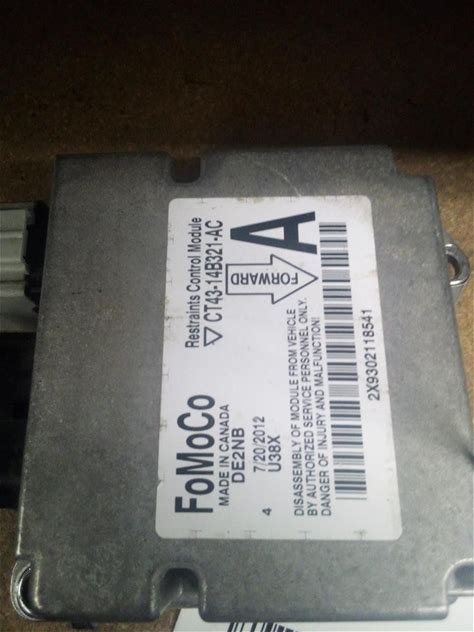 FoMoCo
MADE IN CANADA
DE2NB
7/20/2012
U38X
4
Restraints Control Module
▽ CT43-14B321-AC
FORWARD
A
DISASSEMBLY OF MODULE FROM VEHICLE
BY AUTHORIZED SERVICE PERSONNEL ONLY.
DANGER OF INJURY AND MALFUNCTION!
2X9302118541